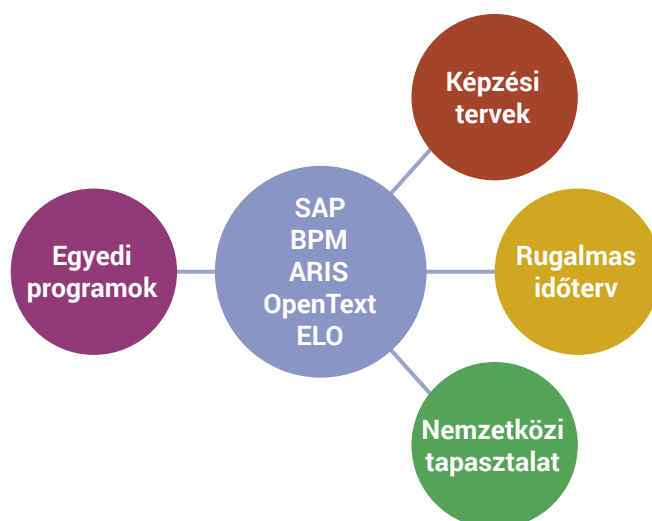 Képzési
tervek
SAP
BPM
ARIS
OpenText
ELO
Egyedi
programok
Rugalmas
időterv
Nemzetközi
tapasztalat